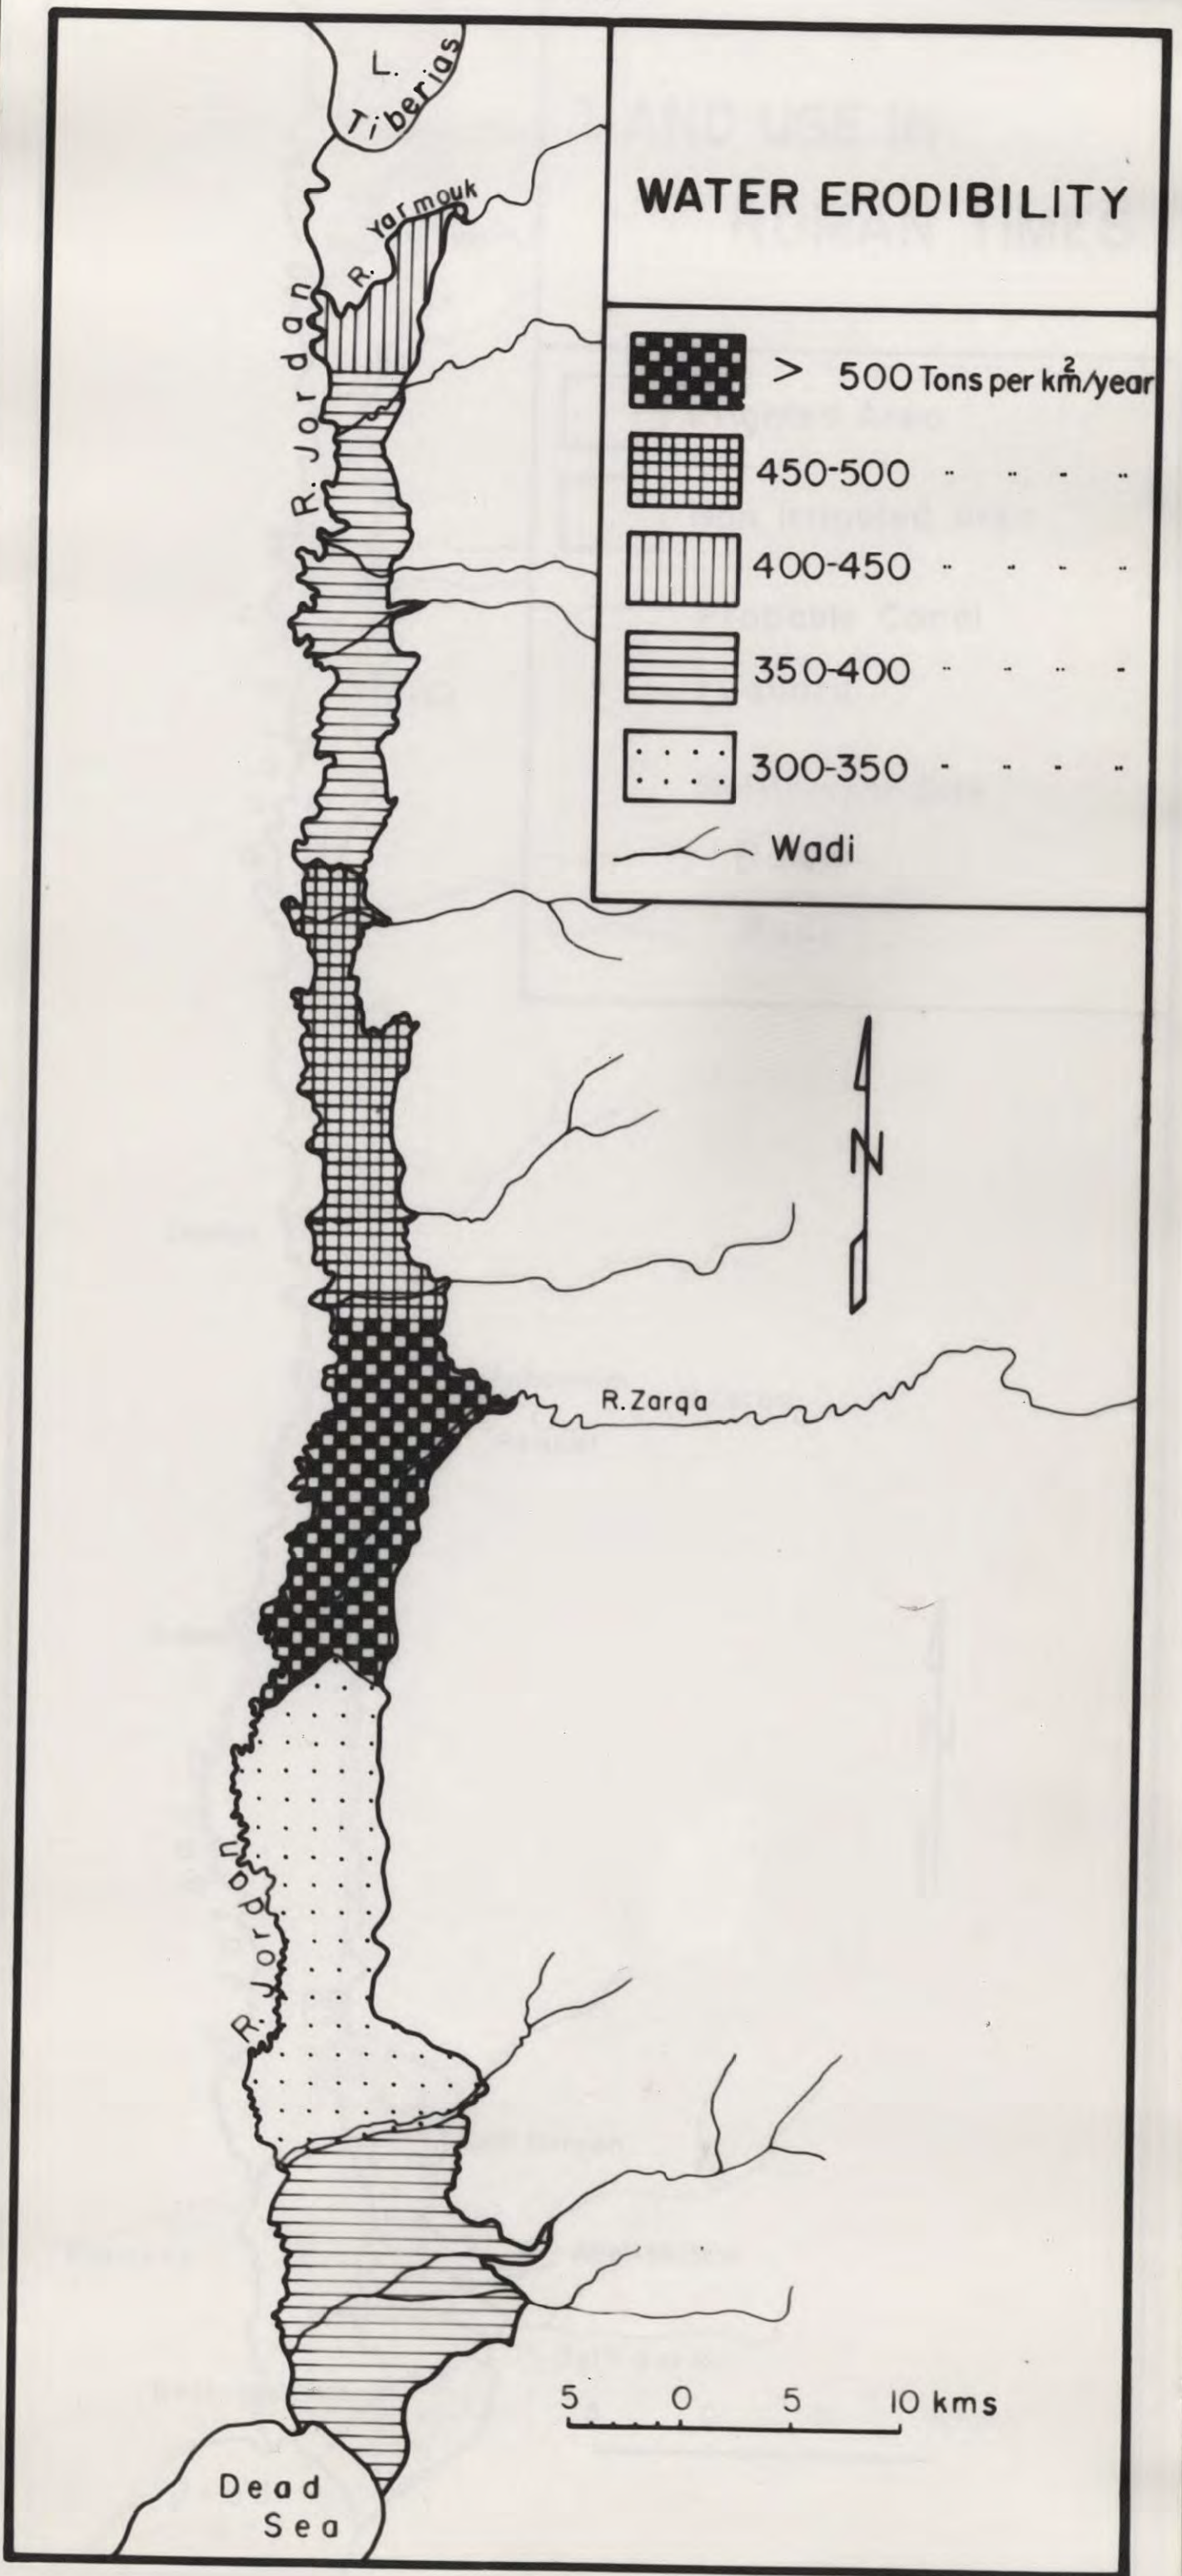 L.
Tiberias
R. Yarmouk
R. Jordan
WATER ERODIBILITY
> 500 Tons per km²/year
450-500 " " " "
400-450 " " " "
350-400 " " " "
300-350 " " " "
Wadi
N
R. Zarqa
R. Jordan
5 0 5 10 kms
Dead
Sea